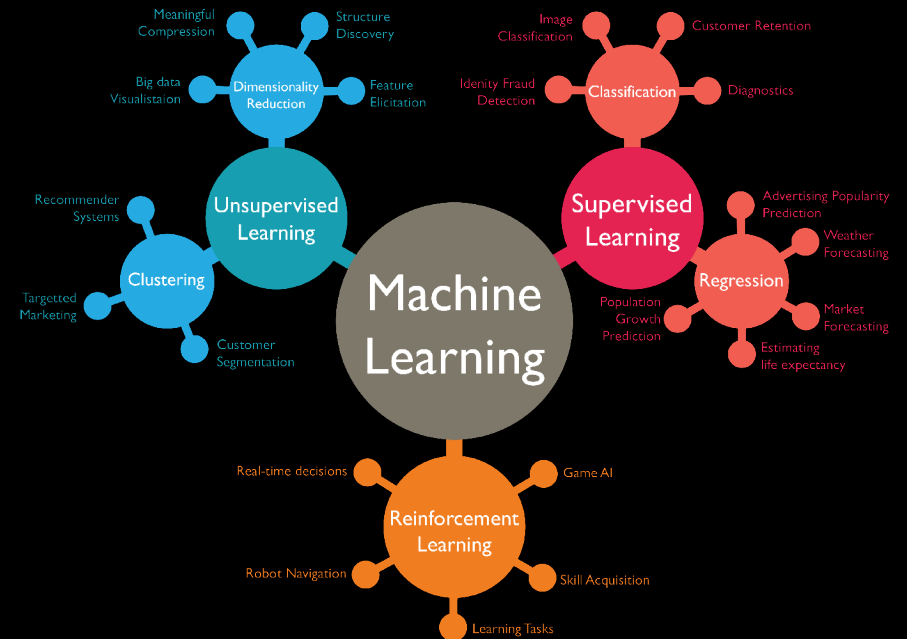 Meaningful
Compression
Structure
Discovery
Big data
Visualistaion
Dimensionality
Reduction
Feature
Elicitation
Image
Classification
Customer Retention
Idenity Fraud
Detection
Classification
Diagnostics
Recommender
Systems
Unsupervised
Learning
Clustering
Targetted
Marketing
Customer
Segmentation
Machine
Learning
Supervised
Learning
Advertising Popularity
Prediction
Weather
Forecasting
Regression
Population
Growth
Prediction
Market
Forecasting
Estimating
life expectancy
Real-time decisions
Game AI
Reinforcement
Learning
Robot Navigation
Skill Acquisition
Learning Tasks